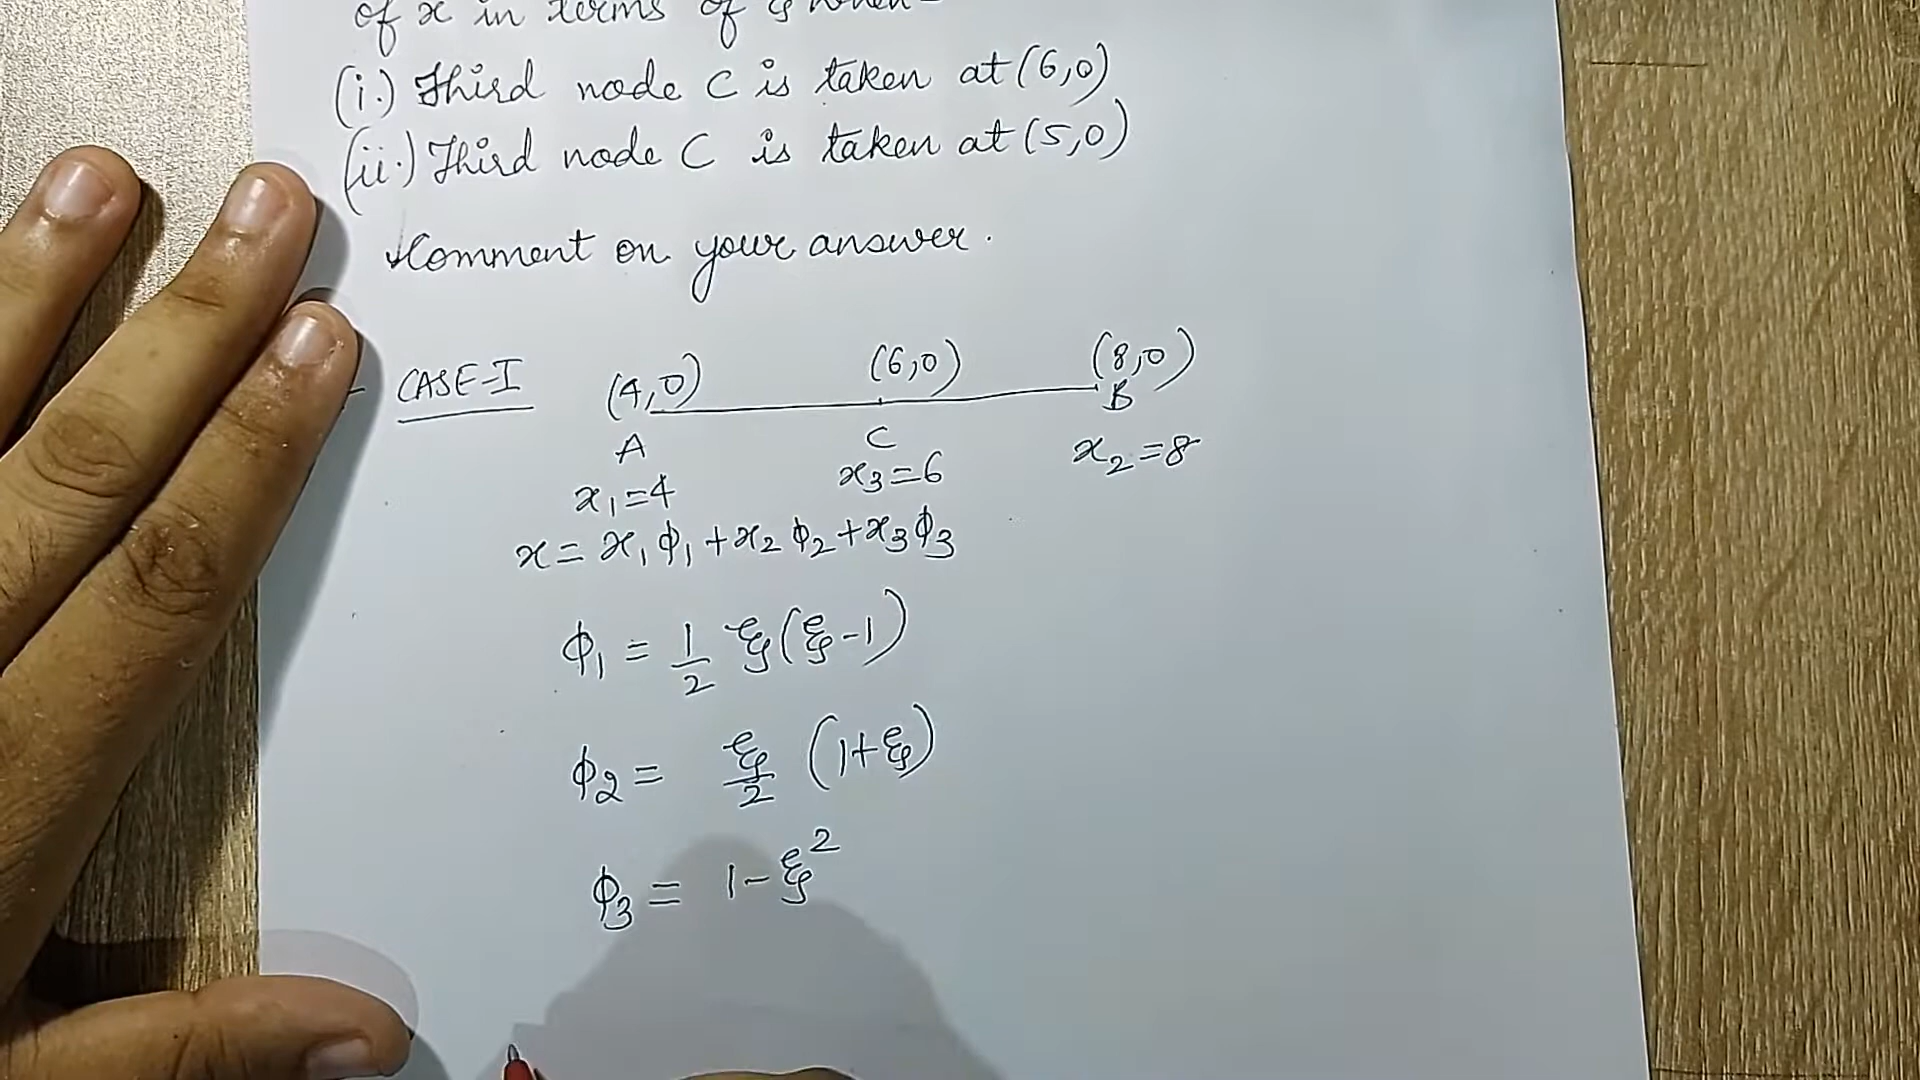 of x in terms of ξ when-
(i.) Third node C is taken at (6,0)
(ii.) Third node C is taken at (5,0)
Comment on your answer.
CASE-I (4,0) (6,0) (8,0)
A C B
x₁=4 x₃=6 x₂=8
x = x₁ϕ₁+x₂ϕ₂+x₃ϕ₃
ϕ₁ = 1/2 ξ(ξ-1)
ϕ₂ = ξ/2 (1+ξ)
ϕ₃ = 1-ξ²